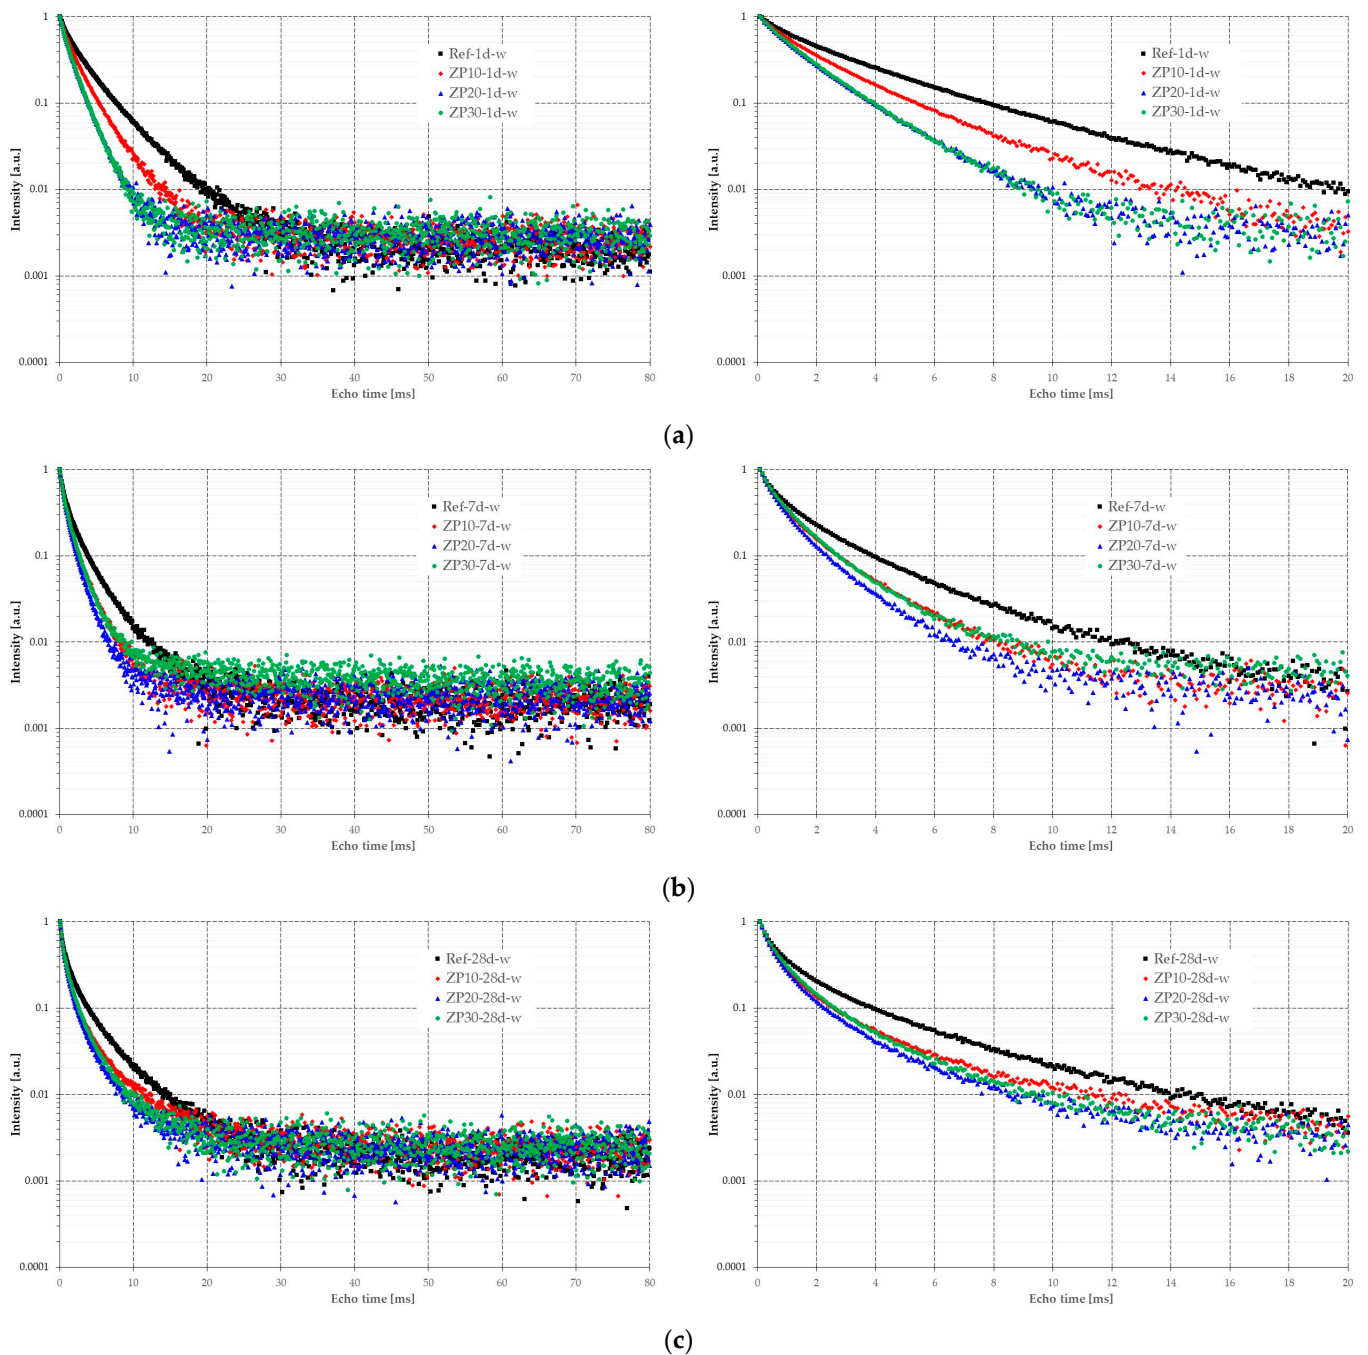 1
0.1
0.01
0.001
0.0001
Intensity [a.u.]
Ref-1d-w
ZP10-1d-w
ZP20-1d-w
ZP30-1d-w
0 10 20 30 40 50 60 70 80
Echo time [ms]
1
0.1
0.01
0.001
0.0001
Intensity [a.u.]
Ref-1d-w
ZP10-1d-w
ZP20-1d-w
ZP30-1d-w
0 2 4 6 8 10 12 14 16 18 20
Echo time [ms]
(a)
1
0.1
0.01
0.001
0.0001
Intensity [a.u.]
Ref-7d-w
ZP10-7d-w
ZP20-7d-w
ZP30-7d-w
0 10 20 30 40 50 60 70 80
Echo time [ms]
1
0.1
0.01
0.001
0.0001
Intensity [a.u.]
Ref-7d-w
ZP10-7d-w
ZP20-7d-w
ZP30-7d-w
0 2 4 6 8 10 12 14 16 18 20
Echo time [ms]
(b)
1
0.1
0.01
0.001
0.0001
Intensity [a.u.]
Ref-28d-w
ZP10-28d-w
ZP20-28d-w
ZP30-28d-w
0 10 20 30 40 50 60 70 80
Echo time [ms]
1
0.1
0.01
0.001
0.0001
Intensity [a.u.]
Ref-28d-w
ZP10-28d-w
ZP20-28d-w
ZP30-28d-w
0 2 4 6 8 10 12 14 16 18 20
Echo time [ms]
(c)